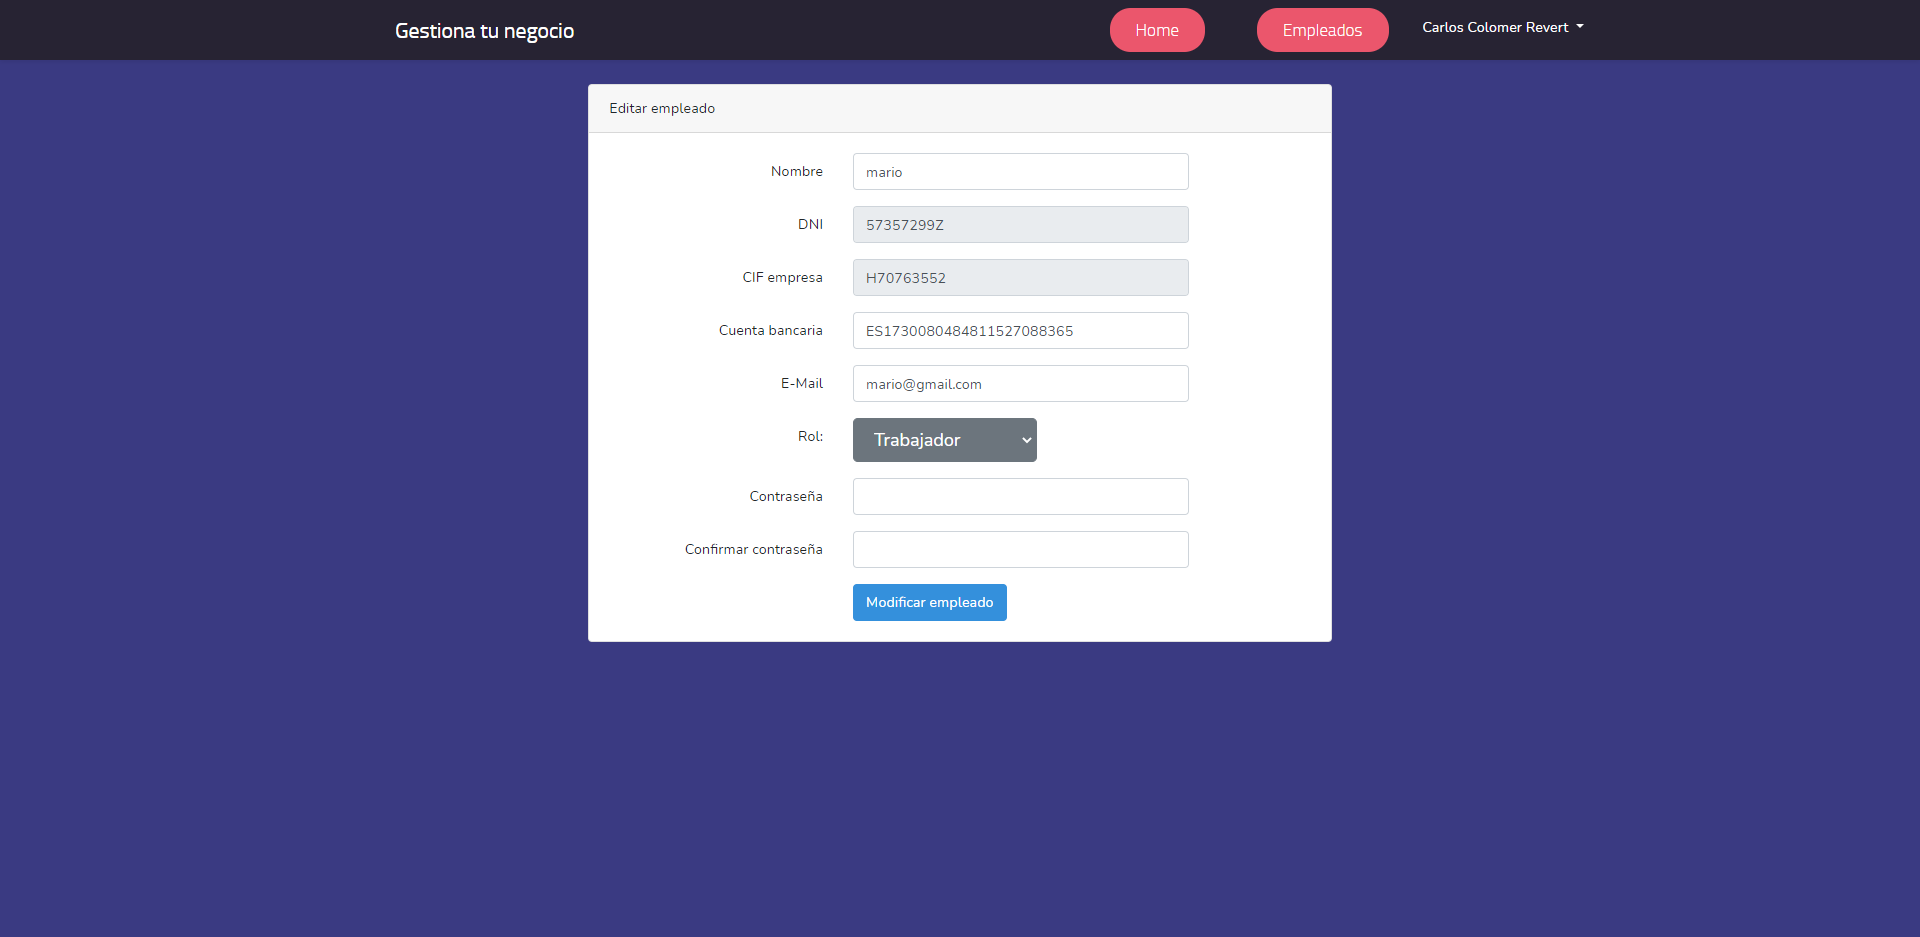 Gestiona tu negocio
Home
Empleados
Carlos Colomer Revert
Editar empleado
Nombre
mario
DNI
57357299Z
CIF empresa
H70763552
Cuenta bancaria
ES1730080484811527088365
E-Mail
mario@gmail.com
Rol:
Trabajador
Contraseña
Confirmar contraseña
Modificar empleado